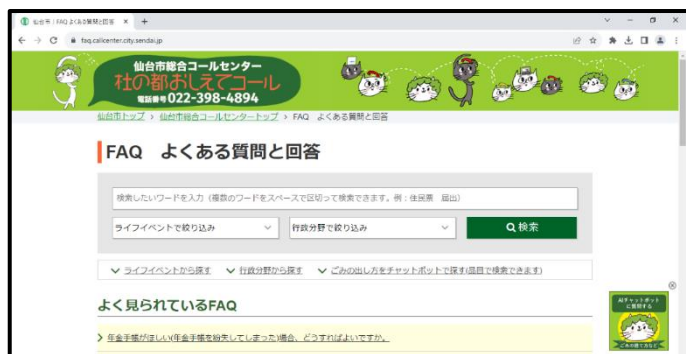 仙台市｜FAQ よくある質問と回答
faq.callcenter.city.sendai.jp
仙台市総合コールセンター
杜の都おしえてコール
電話番号022-398-4894
仙台市トップ > 仙台市総合コールセンタートップ > FAQ よくある質問と回答
FAQ よくある質問と回答
検索したいワードを入力（複数のワードをスペースで区切って検索できます。例：住民票 届出）
ライフイベントで絞り込み
行政分野で絞り込み
検索
ライフイベントから探す
行政分野から探す
ごみの出し方をチャットボットで探す(品目で検索できます)
よく見られているFAQ
AIチャットボット
に質問する
ごみの捨て方など
年金手帳がほしい(年金手帳を紛失してしまった)場合、どうすればよいですか。